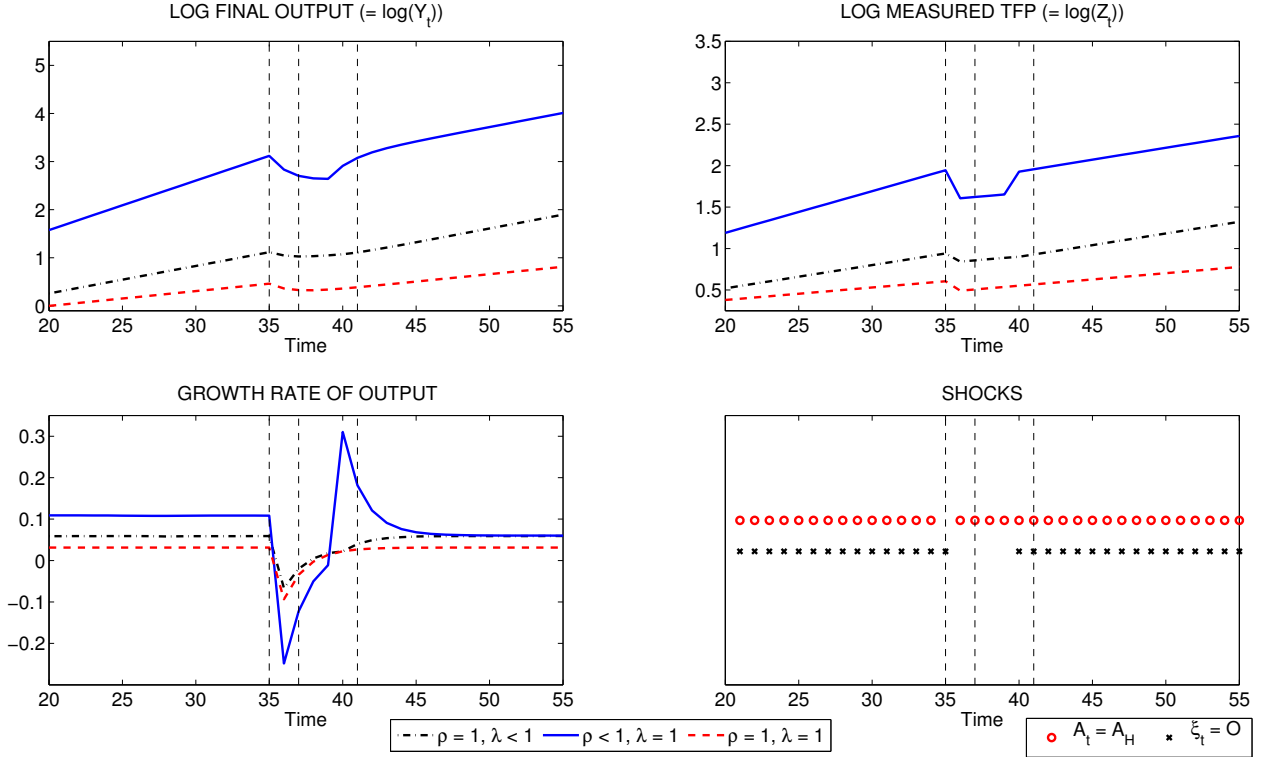 LOG FINAL OUTPUT (= log(Y_t))
5
4
3
2
1
0
20 25 30 35 40 45 50 55
Time
LOG MEASURED TFP (= log(Z_t))
3.5
3
2.5
2
1.5
1
0.5
20 25 30 35 40 45 50 55
Time
GROWTH RATE OF OUTPUT
0.3
0.2
0.1
0
−0.1
−0.2
20 25 30 35 40 45 50 55
Time
SHOCKS
20 25 30 35 40 45 50 55
Time
ρ = 1, λ < 1 ρ < 1, λ = 1 ρ = 1, λ = 1
A_t = A_H ξ_t = O